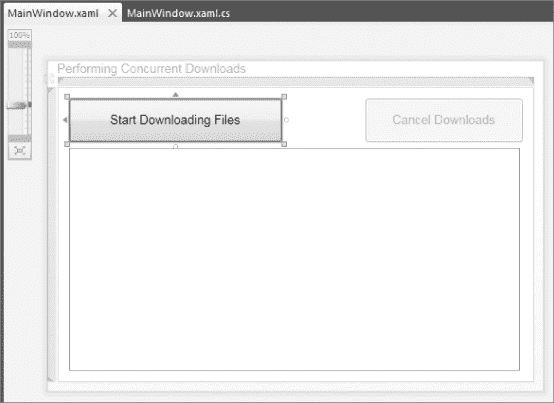 MainWindow.xaml MainWindow.xaml.cs
100%
Performing Concurrent Downloads
Start Downloading Files Cancel Downloads